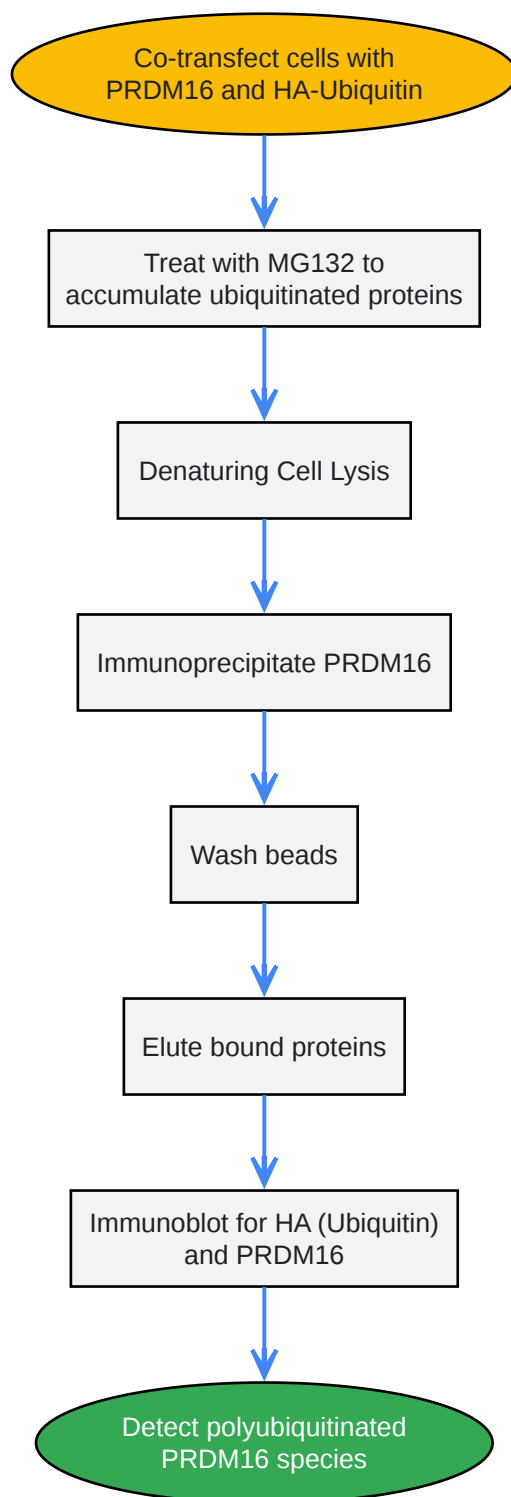 Co-transfect cells with
PRDM16 and HA-Ubiquitin
Treat with MG132 to
accumulate ubiquitinated proteins
Denaturing Cell Lysis
Immunoprecipitate PRDM16
Wash beads
Elute bound proteins
Immunoblot for HA (Ubiquitin)
and PRDM16
Detect polyubiquitinated
PRDM16 species